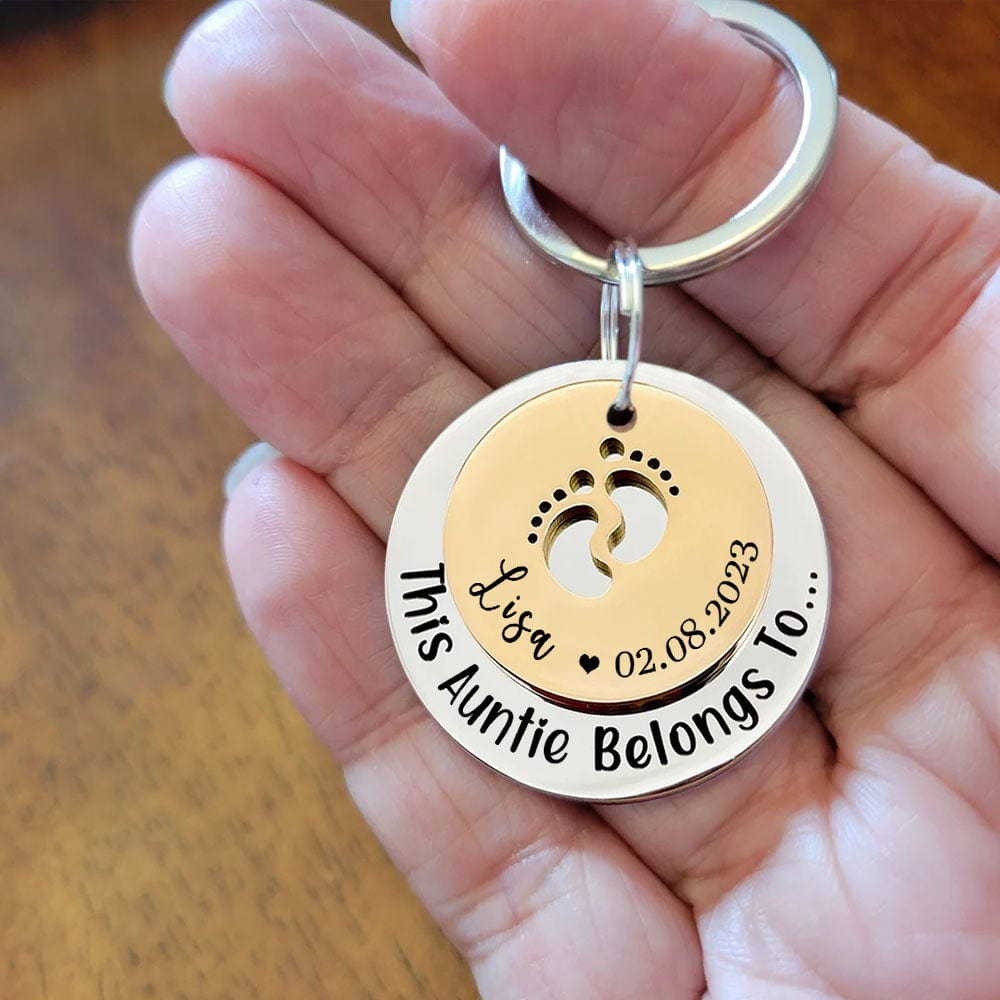 Lisa ♥ 02.08.2023
This Auntie Belongs To...